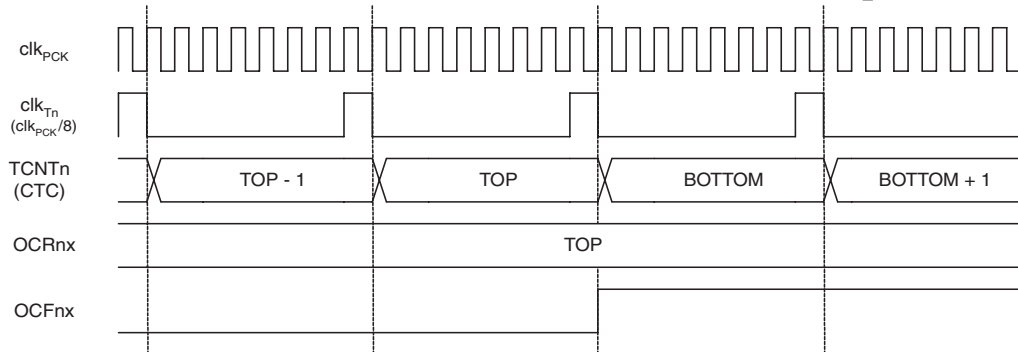 clkPCK
clkTn
(clkPCK/8)
TCNTn
(CTC)
TOP - 1
TOP
BOTTOM
BOTTOM + 1
OCRnx
TOP
OCFnx